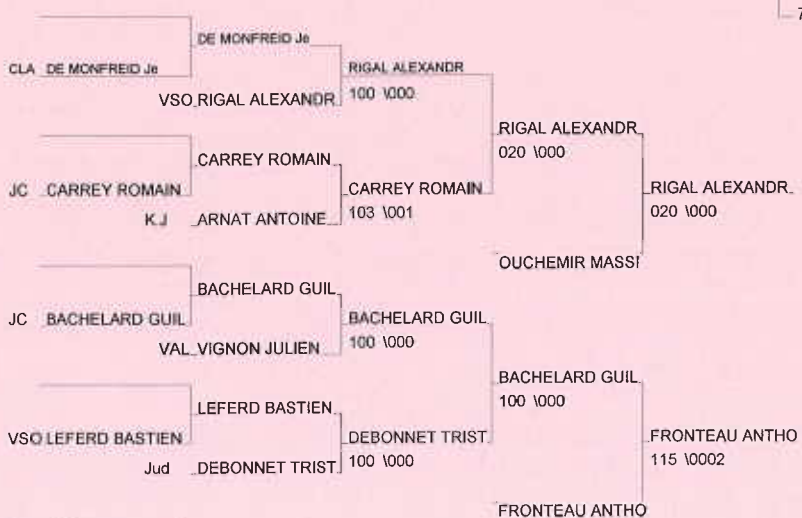 7
DE MONFREID Je
CLA DE MONFREID Je
RIGAL ALEXANDR
VSO RIGAL ALEXANDR
100 \000
RIGAL ALEXANDR
020 \000
CARREY ROMAIN
JC CARREY ROMAIN
CARREY ROMAIN
103 \001
RIGAL ALEXANDR
020 \000
KJ ARNAT ANTOINE
OUCHEMIR MASSI
BACHELARD GUIL
JC BACHELARD GUIL
BACHELARD GUIL
100 \000
VAL VIGNON JULIEN
BACHELARD GUIL
100 \000
LEFERD BASTIEN
VSO LEFERD BASTIEN
DEBONNET TRIST
100 \000
FRONTEAU ANTHO
115 \0002
Jud DEBONNET TRIST
FRONTEAU ANTHO